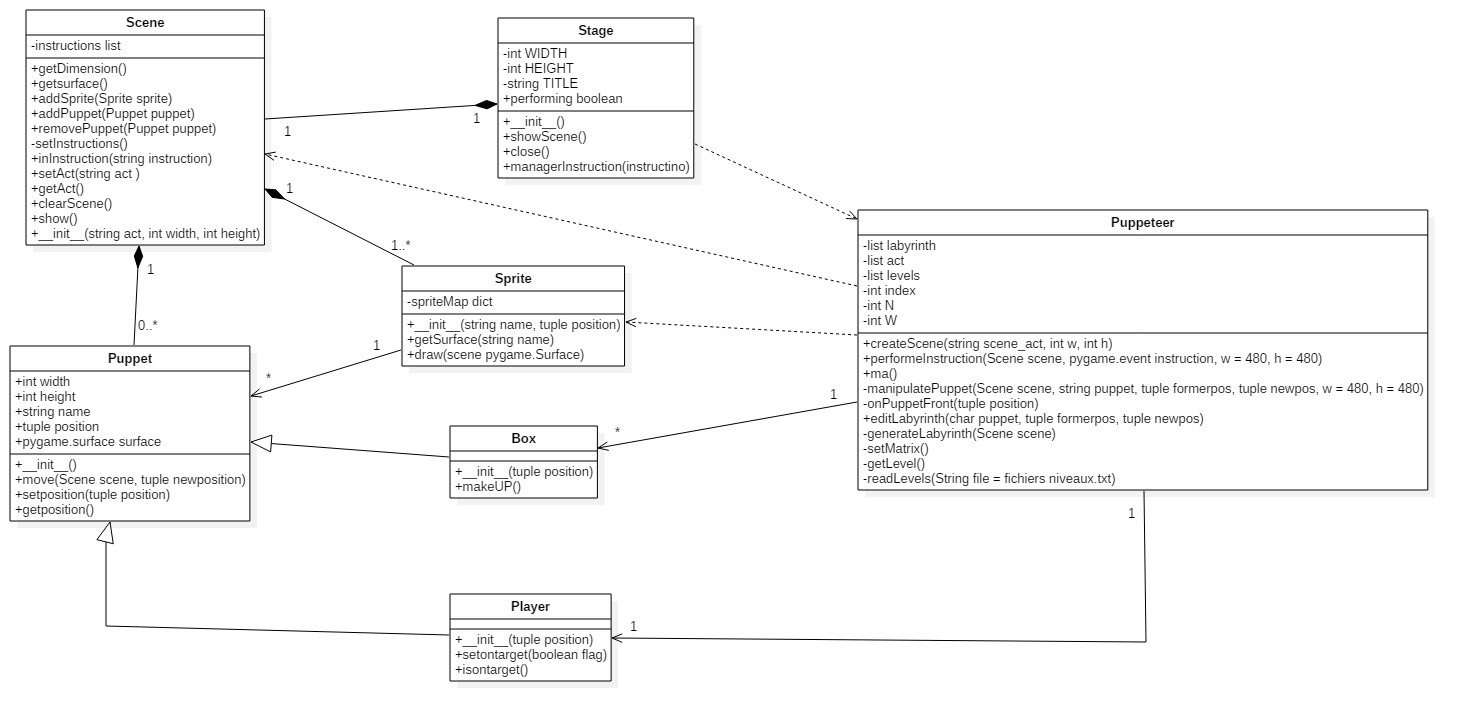 Scene
-instructions list
+getDimension()
+getsurface()
+addSprite(Sprite sprite)
+addPuppet(Puppet puppet)
+removePuppet(Puppet puppet)
-setInstructions()
+inInstruction(string instruction)
+setAct(string act )
+getAct()
+clearScene()
+show()
+__init__(string act, int width, int height)
Stage
-int WIDTH
-int HEIGHT
-string TITLE
+performing boolean
+__init__()
+showScene()
+close()
+managerInstruction(instructino)
1
1
1
1..*
1
0..*
Sprite
-spriteMap dict
+__init__(string name, tuple position)
+getSurface(string name)
+draw(scene pygame.Surface)
1
*
Puppeteer
-list labyrinth
-list act
-list levels
-int index
-int N
-int W
+createScene(string scene_act, int w, int h)
+performeInstruction(Scene scene, pygame.event instruction, w = 480, h = 480)
+ma()
-manipulatePuppet(Scene scene, string puppet, tuple formerpos, tuple newpos, w = 480, h = 480)
-onPuppetFront(tuple position)
+editLabyrinth(char puppet, tuple formerpos, tuple newpos)
-generateLabyrinth(Scene scene)
-setMatrix()
-getLevel()
-readLevels(String file = fichiers niveaux.txt)
Puppet
+int width
+int height
+string name
+tuple position
+pygame.surface surface
+__init__()
+move(Scene scene, tuple newposition)
+setposition(tuple position)
+getposition()
1
*
Box
+__init__(tuple position)
+makeUP()
1
1
Player
+__init__(tuple position)
+setontarget(boolean flag)
+isontarget()